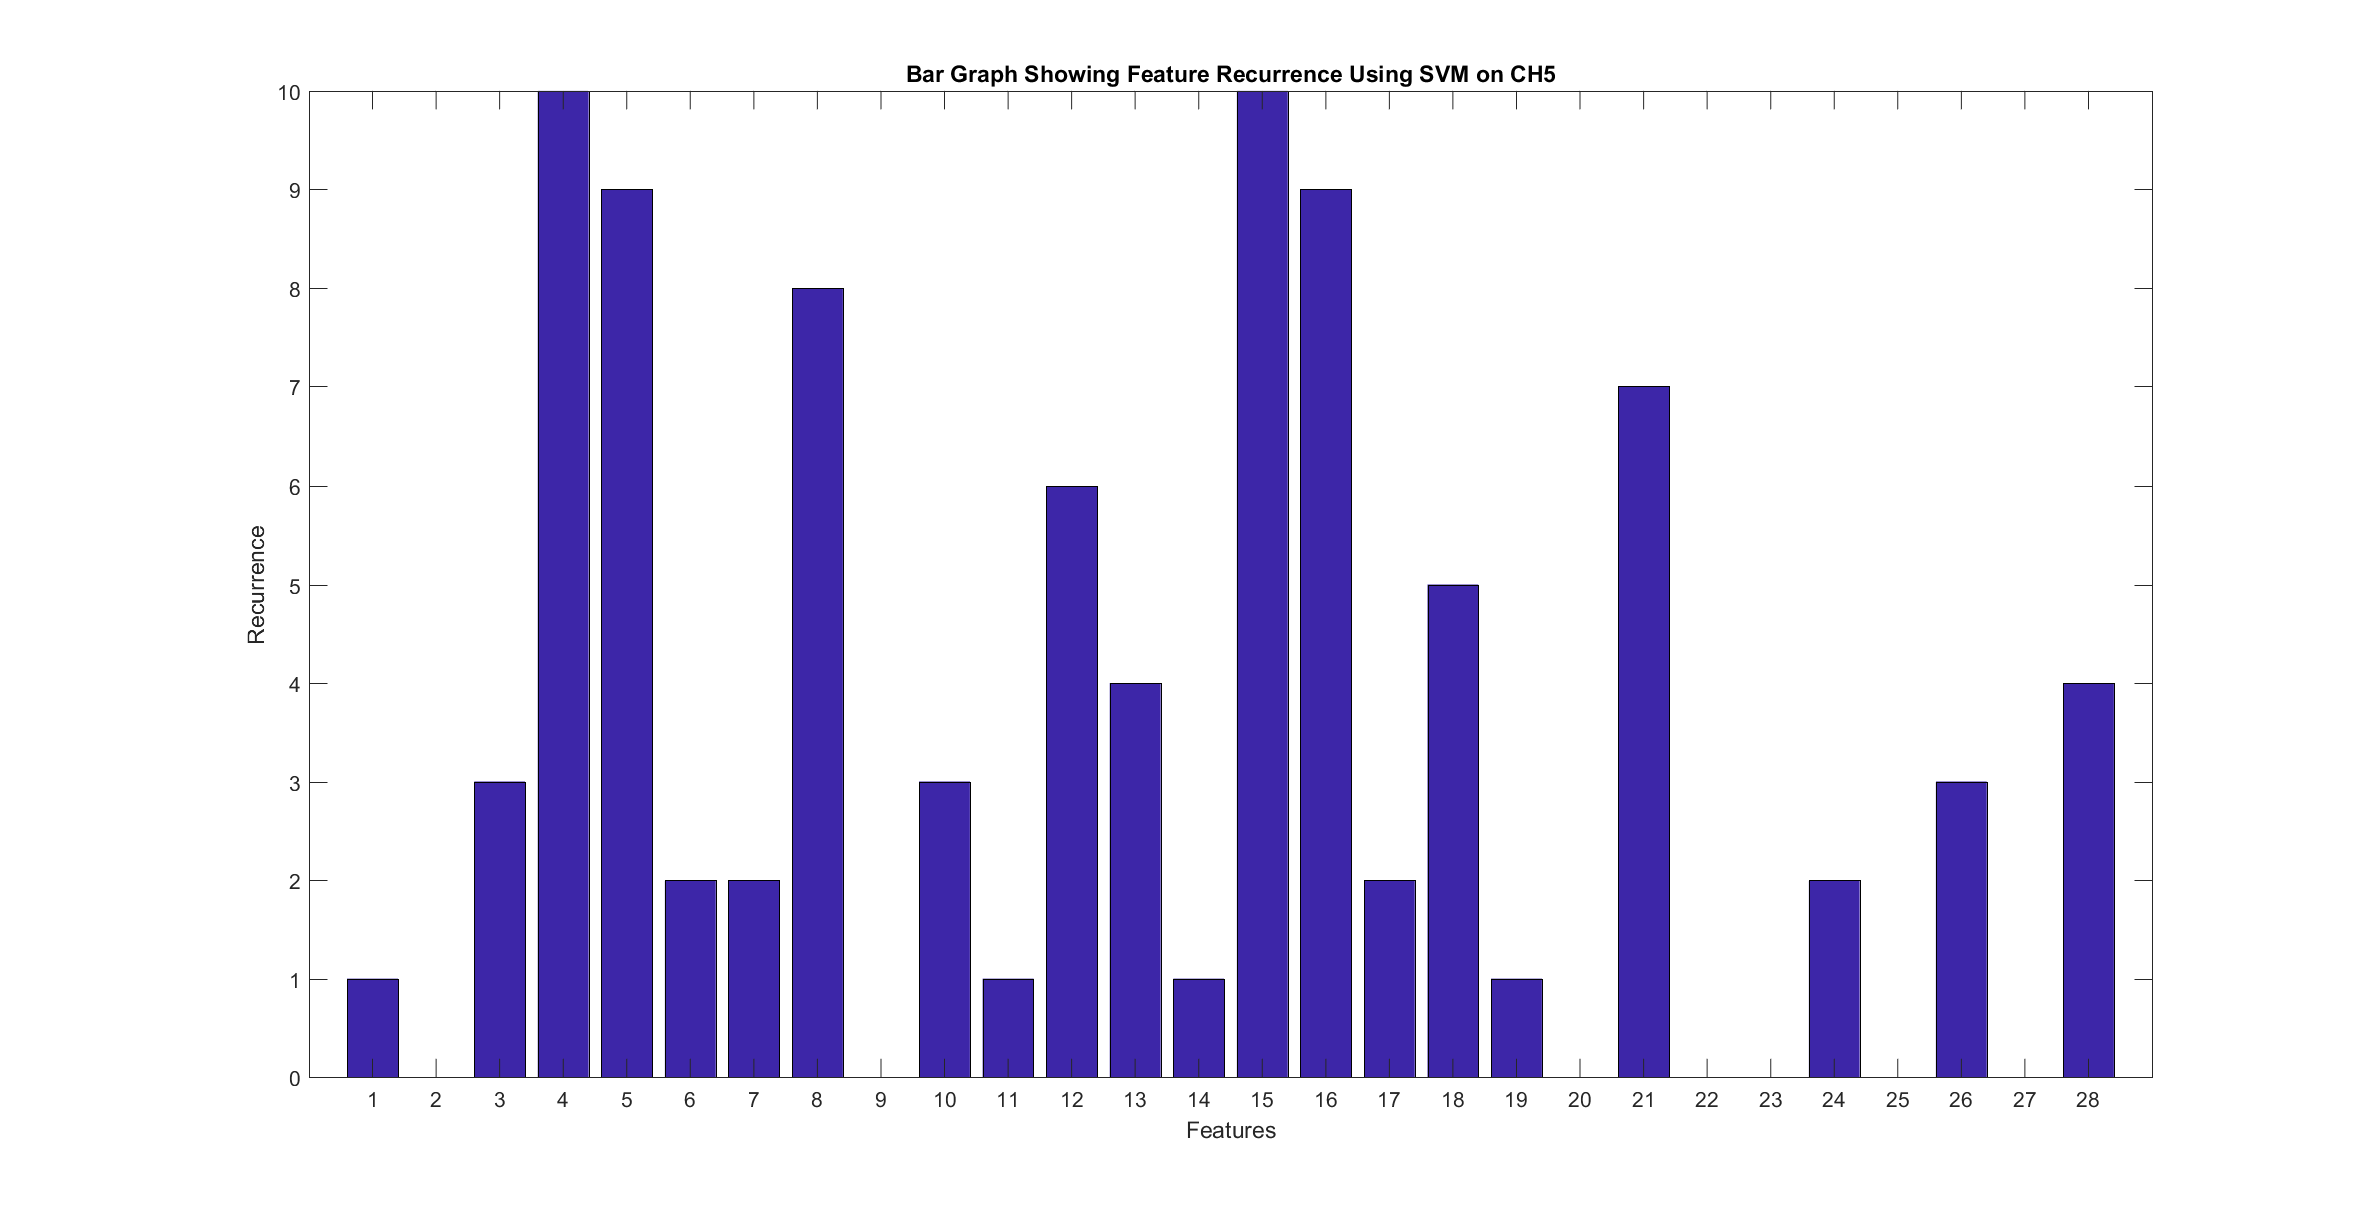 Bar Graph Showing Feature Recurrence Using SVM on CH5
10
9
8
7
6
5
4
3
2
1
0
Recurrence
1 2 3 4 5 6 7 8 9 10 11 12 13 14 15 16 17 18 19 20 21 22 23 24 25 26 27 28
Features